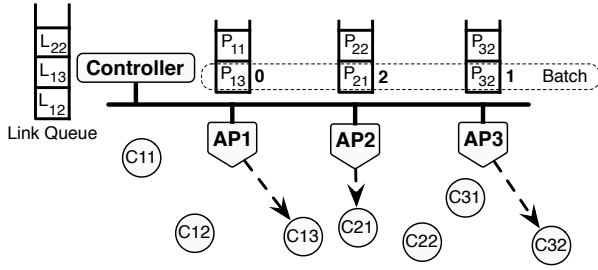 L22
L13
L12
Link Queue
Controller
P11
P13 0
P22
P21 2
P32
P32 1
Batch
AP1
AP2
AP3
C11
C12
C13
C21
C22
C31
C32